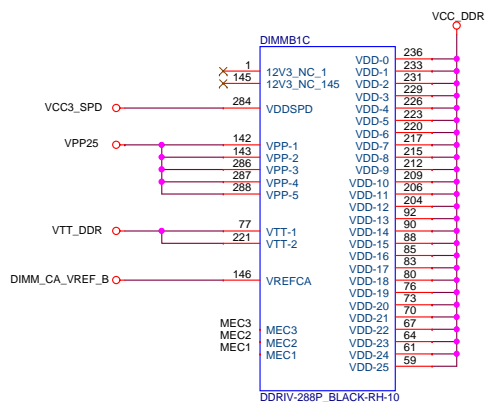 VCC_DDR
DIMMB1C
1 12V3_NC_1 VDD-0 236
145 12V3_NC_145 VDD-1 233
VDD-2 231
VCC3_SPD 284 VDDSPD VDD-3 229
VDD-4 226
VDD-5 223
VDD-6 220
VPP25 142 VPP-1 VDD-7 217
143 VPP-2 VDD-8 215
286 VPP-3 VDD-9 212
287 VPP-4 VDD-10 209
288 VPP-5 VDD-11 206
VDD-12 204
VDD-13 92
VTT_DDR 77 VTT-1 VDD-14 90
221 VTT-2 VDD-15 88
VDD-16 85
VDD-17 83
DIMM_CA_VREF_B 146 VREFCA VDD-18 80
VDD-19 76
VDD-20 73
VDD-21 70
MEC3 MEC3 VDD-22 67
MEC2 MEC2 VDD-23 64
MEC1 MEC1 VDD-24 61
VDD-25 59
DDRIV-288P_BLACK-RH-10